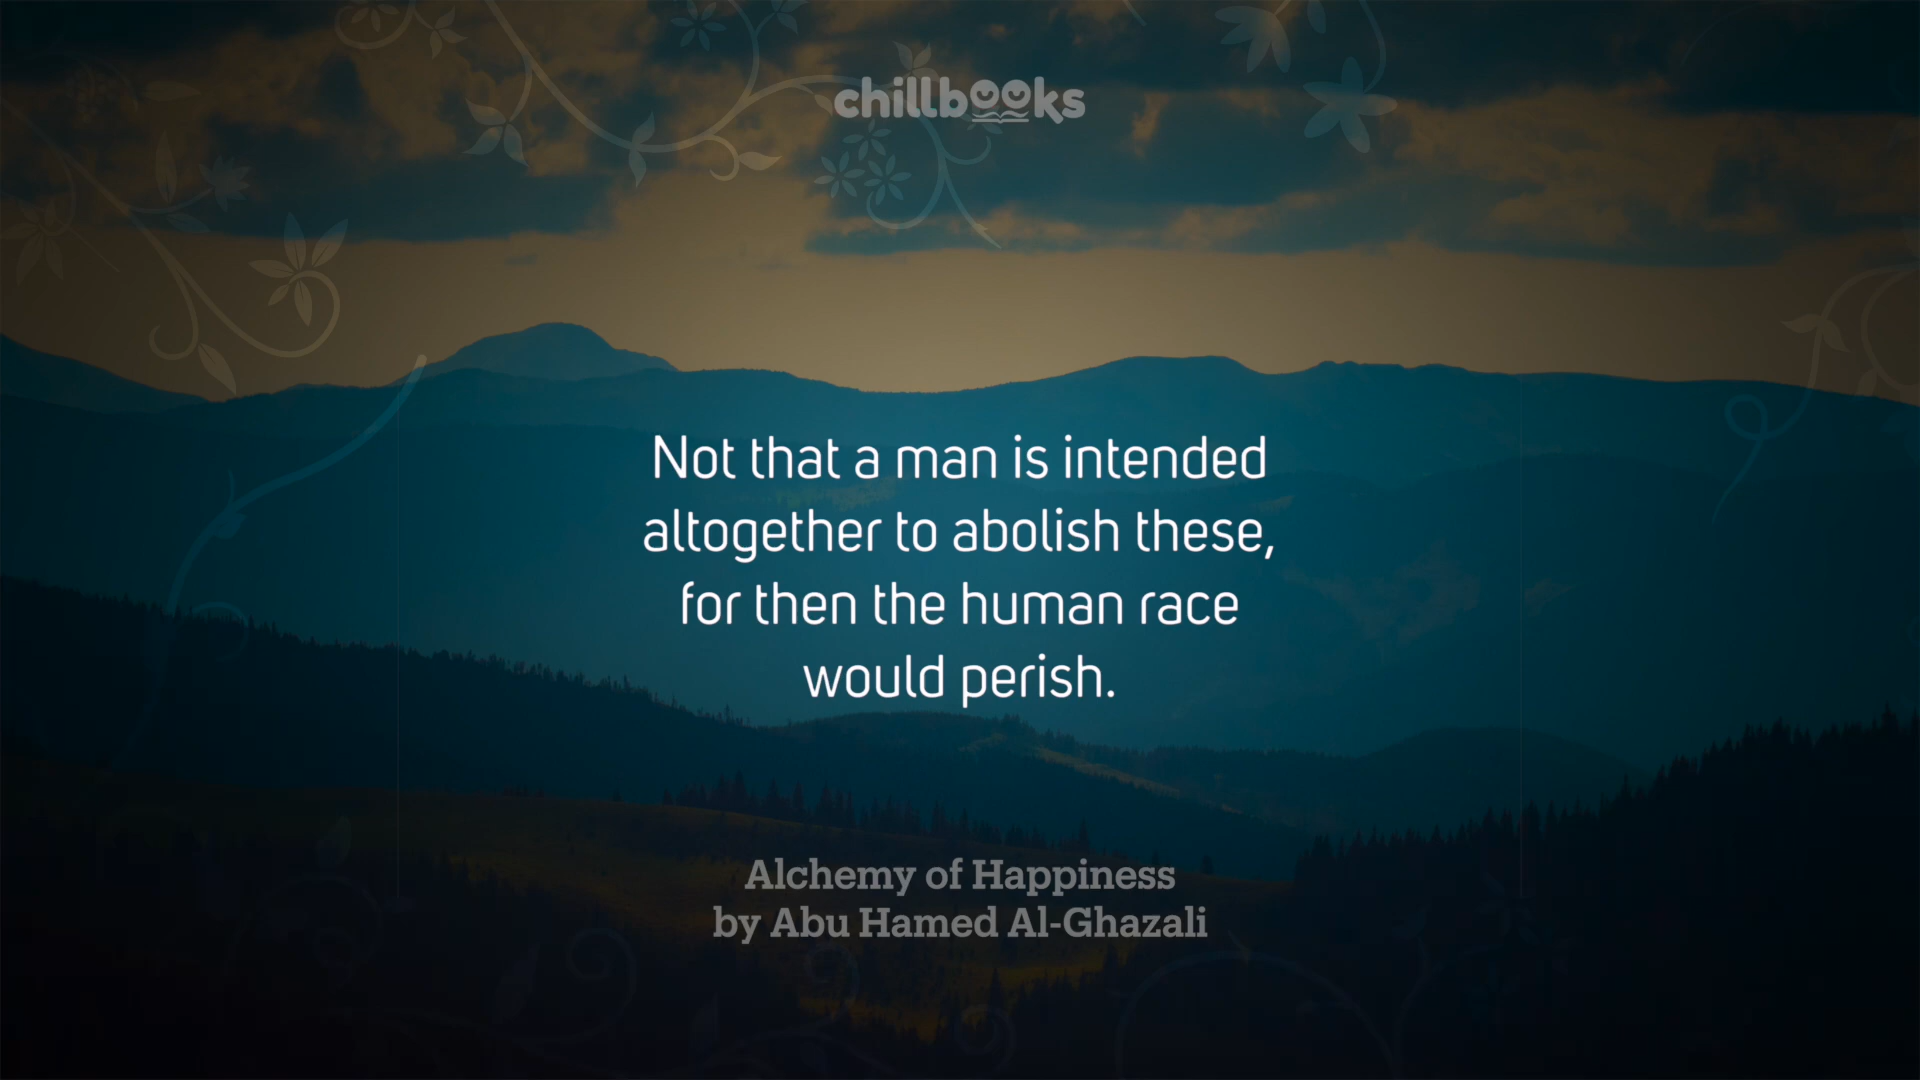 chillbooks
Not that a man is intended
altogether to abolish these,
for then the human race
would perish.
Alchemy of Happiness
by Abu Hamed Al-Ghazali